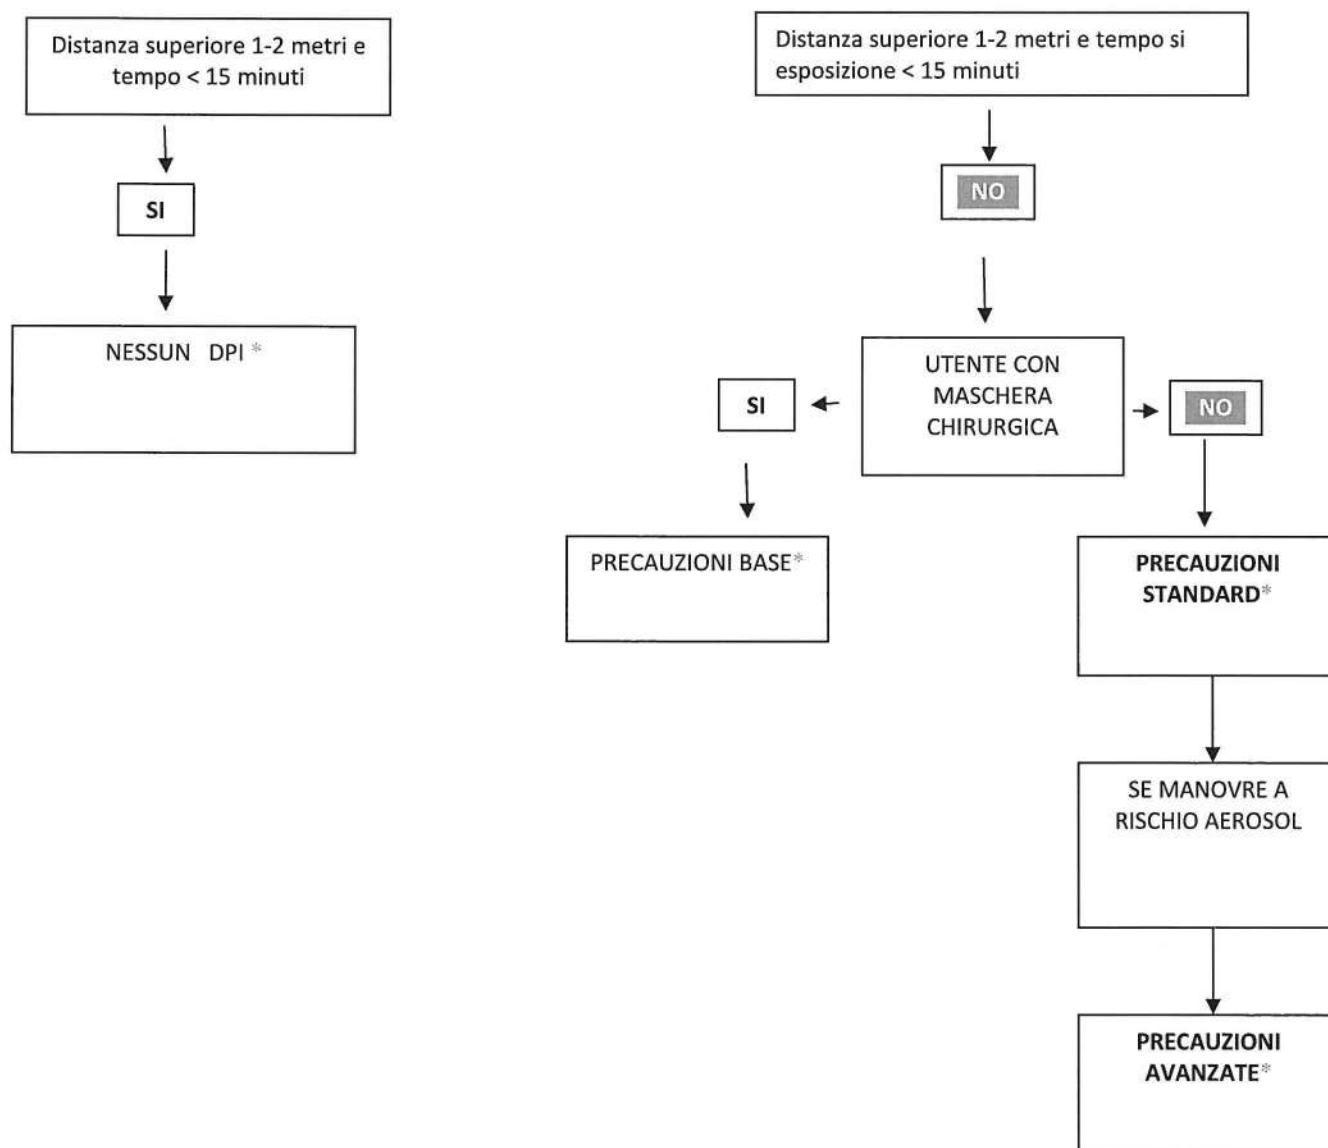 Distanza superiore 1-2 metri e
tempo < 15 minuti
SI
NESSUN DPI *
Distanza superiore 1-2 metri e tempo si
esposizione < 15 minuti
NO
UTENTE CON
MASCHERA
CHIRURGICA
SI
NO
PRECAUZIONI BASE*
PRECAUZIONI
STANDARD*
SE MANOVRE A
RISCHIO AEROSOL
PRECAUZIONI
AVANZATE*